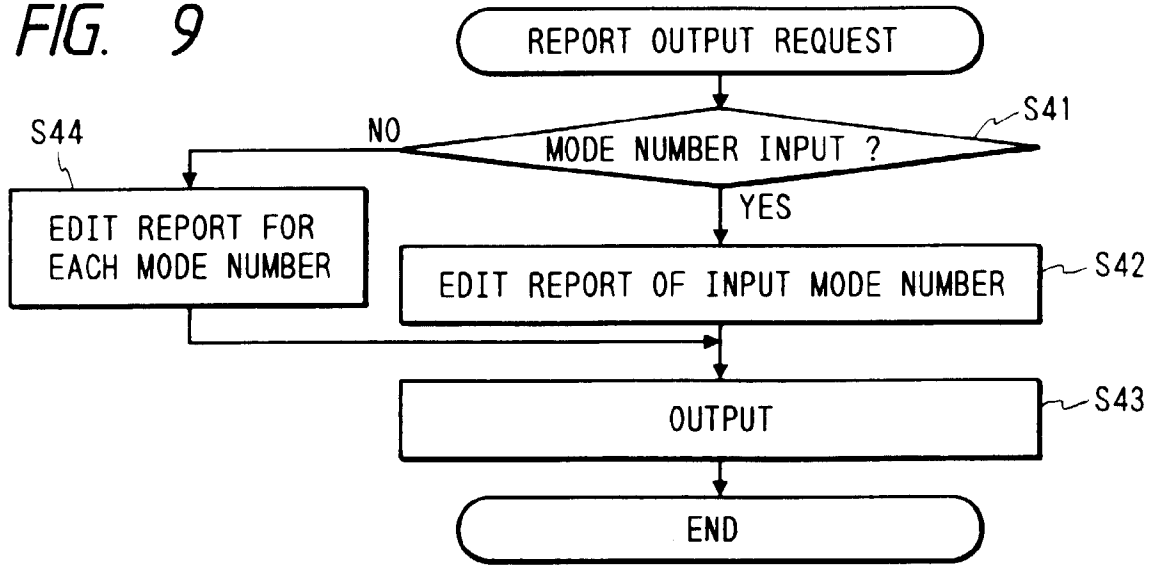 FIG. 9
REPORT OUTPUT REQUEST
S41
MODE NUMBER INPUT ?
NO
YES
S44
EDIT REPORT FOR
EACH MODE NUMBER
S42
EDIT REPORT OF INPUT MODE NUMBER
S43
OUTPUT
END